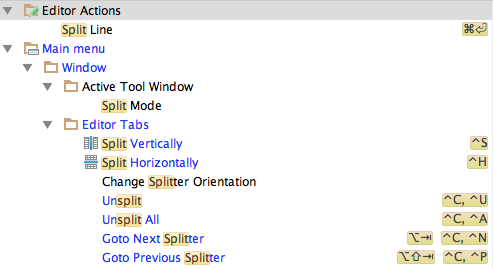 Editor Actions
Split Line ⌘⏎
Main menu
Window
Active Tool Window
Split Mode
Editor Tabs
Split Vertically ^S
Split Horizontally ^H
Change Splitter Orientation
Unsplit ^C, ^U
Unsplit All ^C, ^A
Goto Next Splitter ⌥⇥ ^C, ^N
Goto Previous Splitter ⌥⇧⇥ ^C, ^P